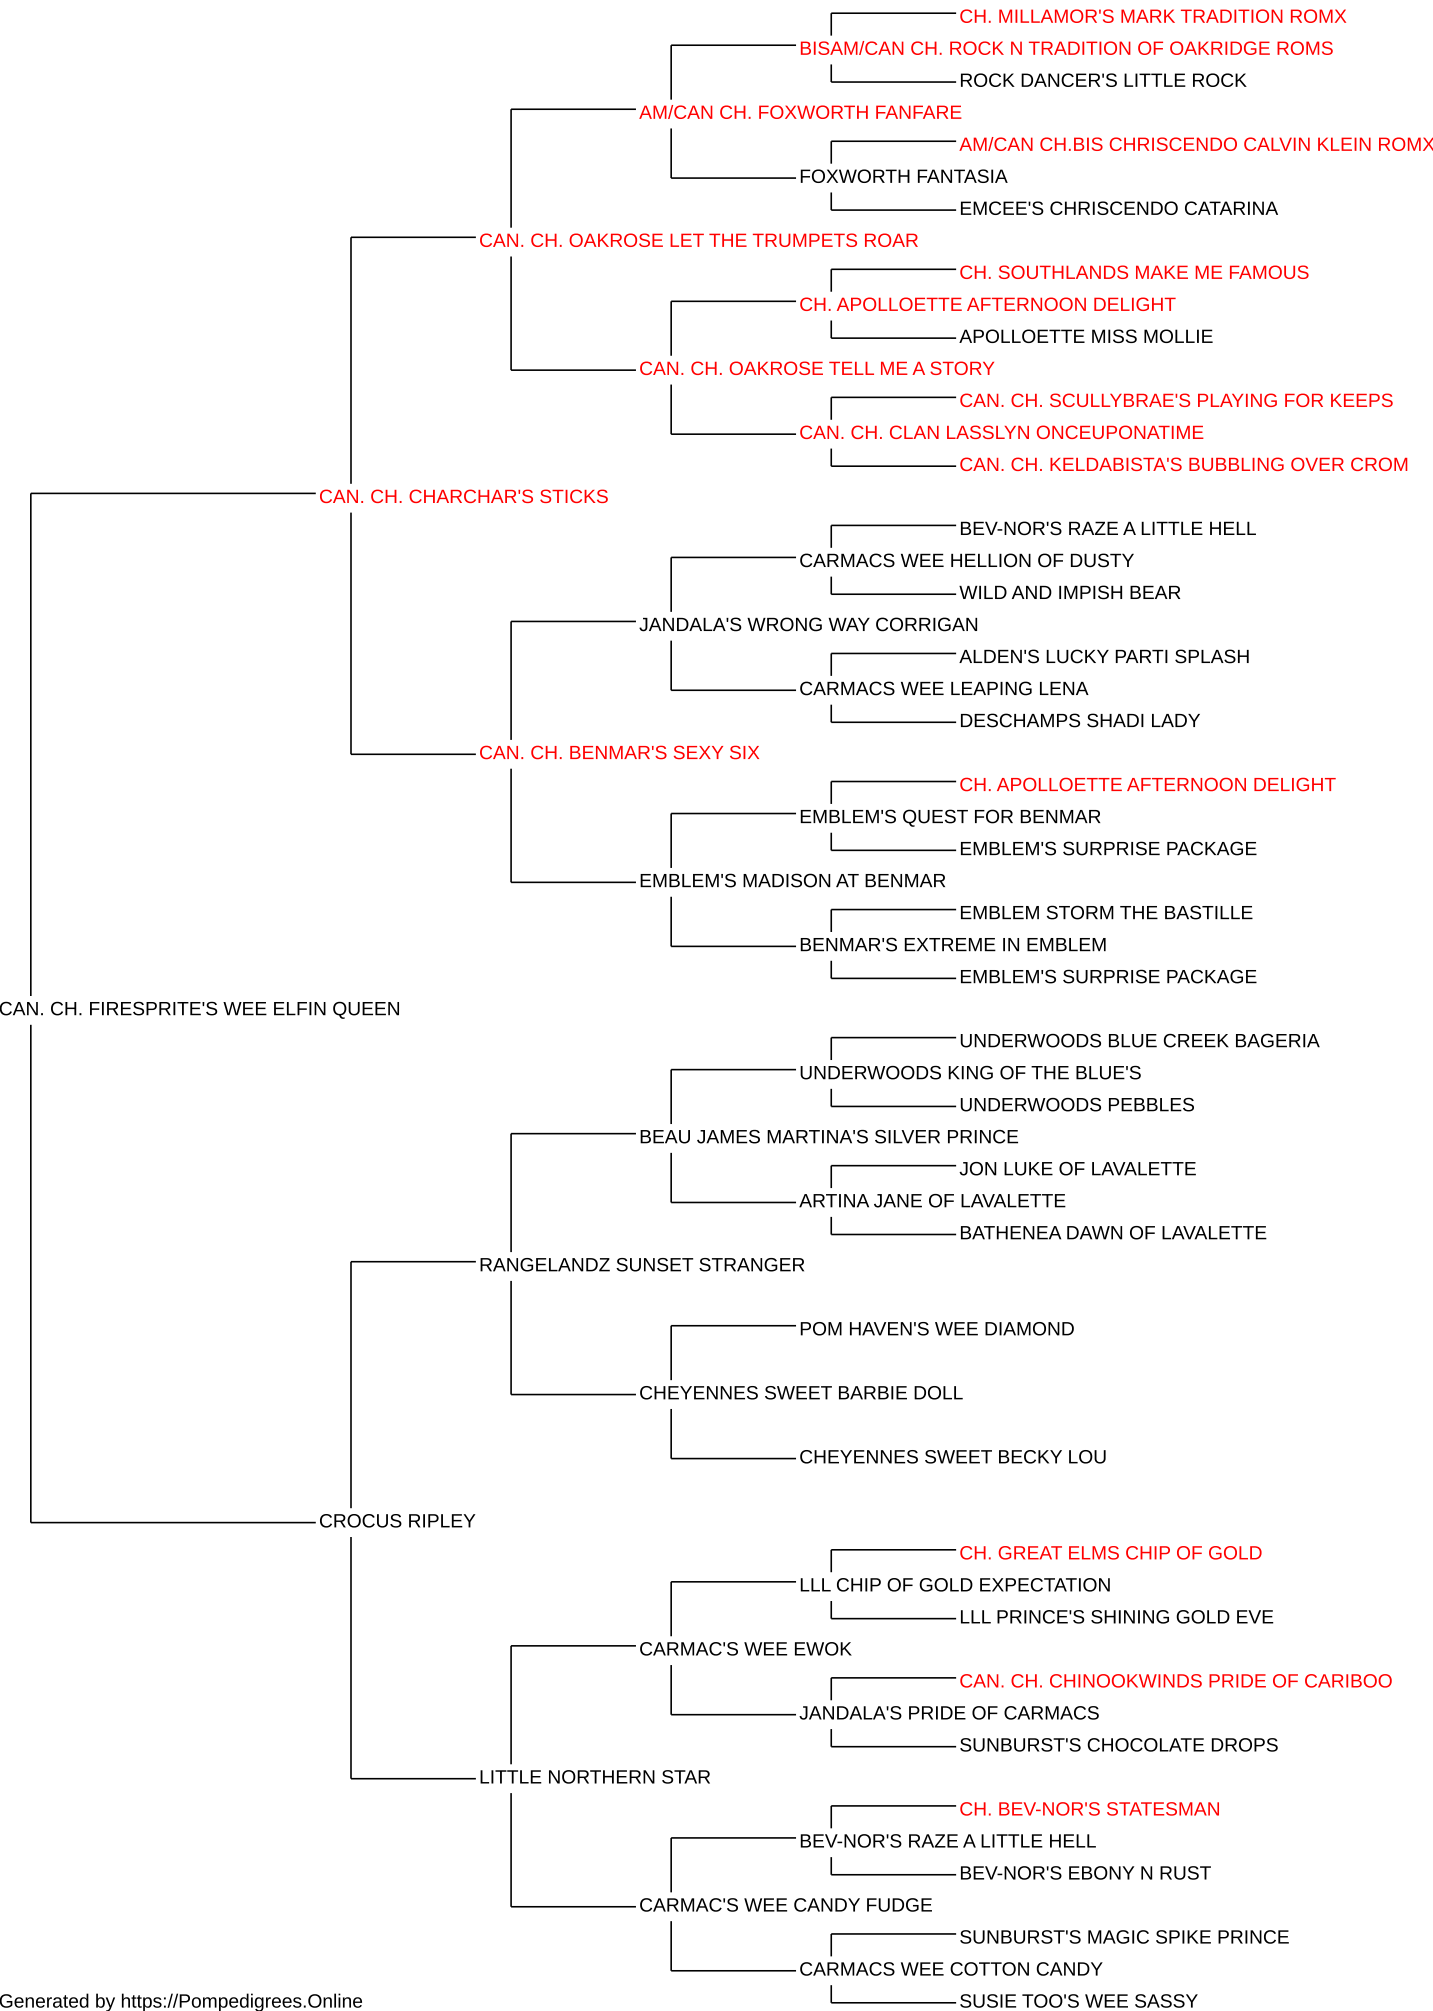 CH. MILLAMOR'S MARK TRADITION ROMX
BISAM/CAN CH. ROCK N TRADITION OF OAKRIDGE ROMS
ROCK DANCER'S LITTLE ROCK
AM/CAN CH. FOXWORTH FANFARE
AM/CAN CH.BIS CHRISCENDO CALVIN KLEIN ROMX
FOXWORTH FANTASIA
EMCEE'S CHRISCENDO CATARINA
CAN. CH. OAKROSE LET THE TRUMPETS ROAR
CH. SOUTHLANDS MAKE ME FAMOUS
CH. APOLLOETTE AFTERNOON DELIGHT
APOLLOETTE MISS MOLLIE
CAN. CH. OAKROSE TELL ME A STORY
CAN. CH. SCULLYBRAE'S PLAYING FOR KEEPS
CAN. CH. CLAN LASSLYN ONCEUPONATIME
CAN. CH. KELDABISTA'S BUBBLING OVER CROM
CAN. CH. CHARCHAR'S STICKS
BEV-NOR'S RAZE A LITTLE HELL
CARMACS WEE HELLION OF DUSTY
WILD AND IMPISH BEAR
JANDALA'S WRONG WAY CORRIGAN
ALDEN'S LUCKY PARTI SPLASH
CARMACS WEE LEAPING LENA
DESCHAMPS SHADI LADY
CAN. CH. BENMAR'S SEXY SIX
CH. APOLLOETTE AFTERNOON DELIGHT
EMBLEM'S QUEST FOR BENMAR
EMBLEM'S SURPRISE PACKAGE
EMBLEM'S MADISON AT BENMAR
EMBLEM STORM THE BASTILLE
BENMAR'S EXTREME IN EMBLEM
EMBLEM'S SURPRISE PACKAGE
CAN. CH. FIRESPRITE'S WEE ELFIN QUEEN
UNDERWOODS BLUE CREEK BAGERIA
UNDERWOODS KING OF THE BLUE'S
UNDERWOODS PEBBLES
BEAU JAMES MARTINA'S SILVER PRINCE
JON LUKE OF LAVALETTE
ARTINA JANE OF LAVALETTE
BATHENEA DAWN OF LAVALETTE
RANGELANDZ SUNSET STRANGER
POM HAVEN'S WEE DIAMOND
CHEYENNES SWEET BARBIE DOLL
CHEYENNES SWEET BECKY LOU
CROCUS RIPLEY
CH. GREAT ELMS CHIP OF GOLD
LLL CHIP OF GOLD EXPECTATION
LLL PRINCE'S SHINING GOLD EVE
CARMAC'S WEE EWOK
CAN. CH. CHINOOKWINDS PRIDE OF CARIBOO
JANDALA'S PRIDE OF CARMACS
SUNBURST'S CHOCOLATE DROPS
LITTLE NORTHERN STAR
CH. BEV-NOR'S STATESMAN
BEV-NOR'S RAZE A LITTLE HELL
BEV-NOR'S EBONY N RUST
CARMAC'S WEE CANDY FUDGE
SUNBURST'S MAGIC SPIKE PRINCE
CARMACS WEE COTTON CANDY
SUSIE TOO'S WEE SASSY
Generated by https://Pompedigrees.Online